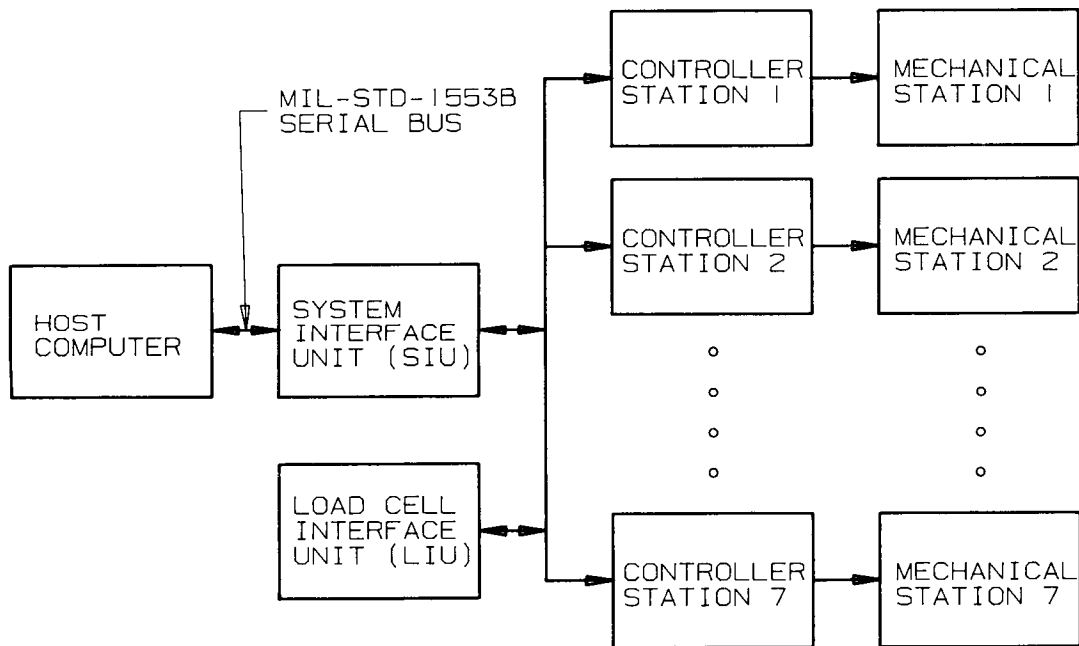 MIL-STD-1553B
SERIAL BUS
HOST
COMPUTER
SYSTEM
INTERFACE
UNIT (SIU)
LOAD CELL
INTERFACE
UNIT (LIU)
CONTROLLER
STATION 1
MECHANICAL
STATION 1
CONTROLLER
STATION 2
MECHANICAL
STATION 2
CONTROLLER
STATION 7
MECHANICAL
STATION 7